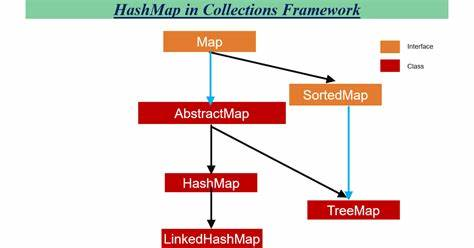 HashMap in Collections Framework
Map
Interface
Class
SortedMap
AbstractMap
HashMap
TreeMap
LinkedHashMap